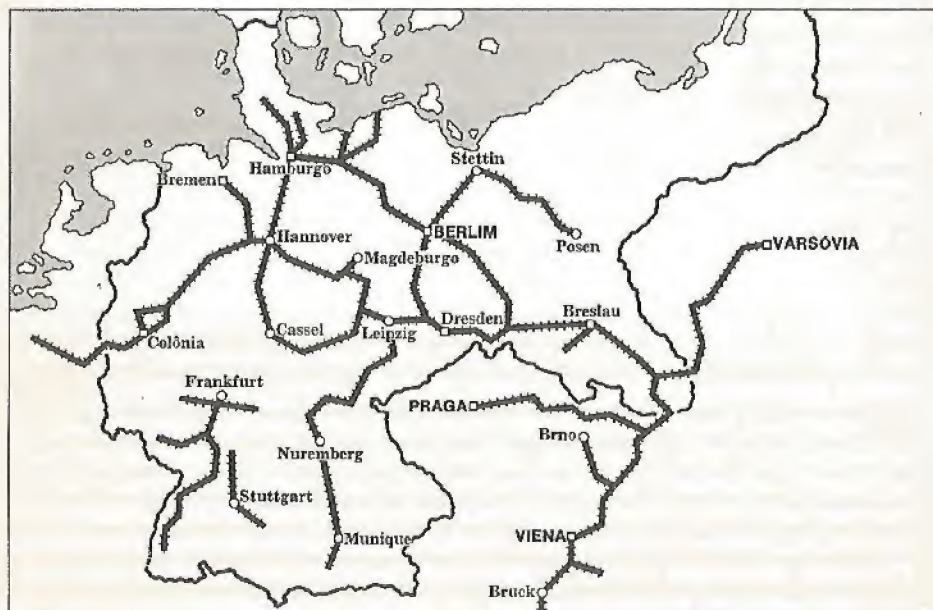 Hamburgo
Stettin
Bremen
BERLIM
Posen
VARSÓVIA
Hannover
Magdeburgo
Breslau
Dresden
Colônia
Cassel
Leipzig
Frankfurt
PRAGA
Brno
Nuremberg
Stuttgart
Munique
VIENA
Bruck